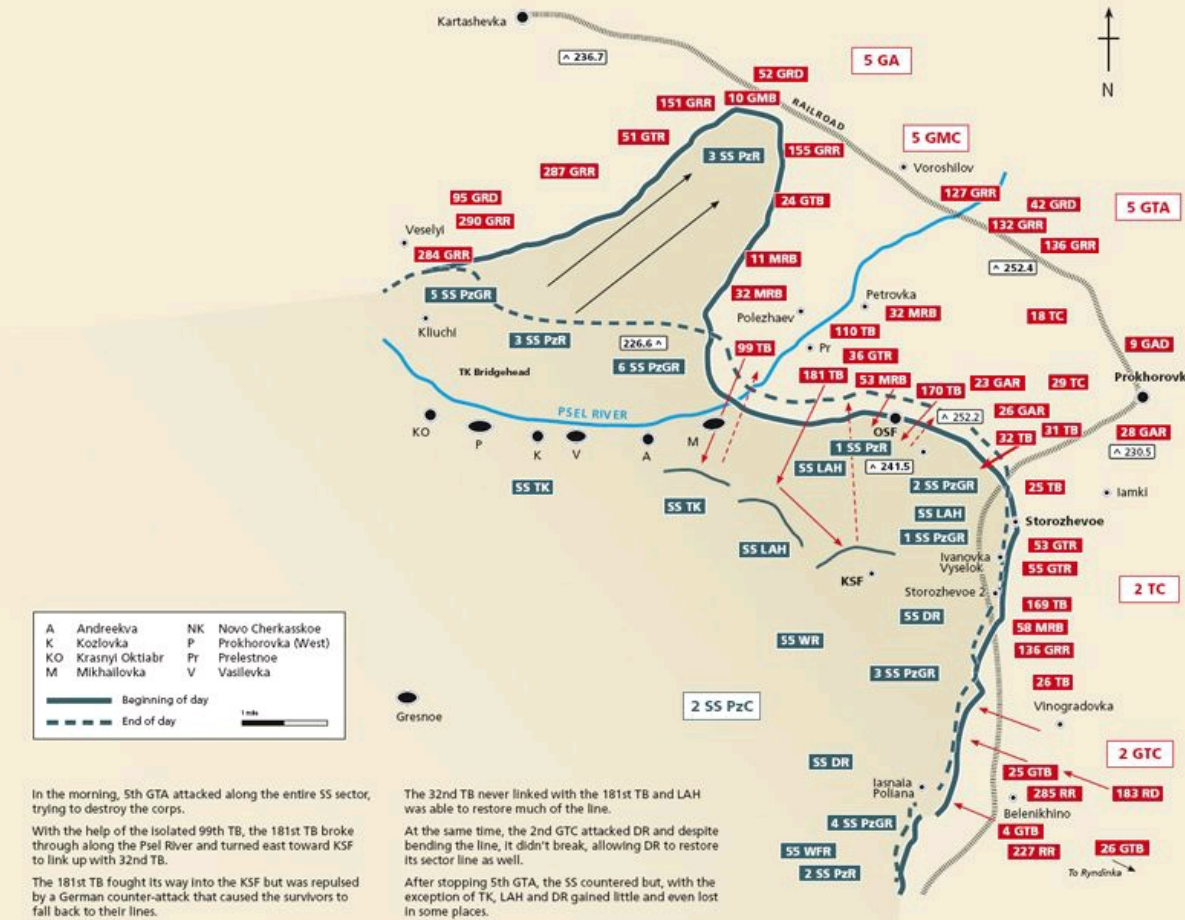 Kartashevka
^ 236.7
5 GA
52 GRD
10 GMB
151 GRR
RAILROAD
N
51 GTR
5 GMC
3 SS PzR
155 GRR
Voroshilov
287 GRR
127 GRR
95 GRD
24 GTB
42 GRD
5 GTA
290 GRR
132 GRR
Veselyi
136 GRR
284 GRR
11 MRB
^ 252.4
5 SS PzGR
32 MRB
Petrovka
Polezhaev
32 MRB
18 TC
Kliuchi
110 TB
3 SS PzR
226.6 ^
99 TB
Pr
36 GTR
9 GAD
TK Bridgehead
6 SS PzGR
181 TB
53 MRB
170 TB
23 GAR
29 TC
Prokhorovk
PSEL RIVER
26 GAR
KO
P
K
V
A
M
OSF
^ 252.2
32 TB
31 TB
28 GAR
1 SS PzR
^ 230.5
SS LAH
^ 241.5
SS TK
2 SS PzGR
25 TB
Iamki
SS TK
SS LAH
Storozhevoe
1 SS PzGR
SS LAH
53 GTR
Ivanovka
Vyselok
55 GTR
KSF
Storozhevoe 2
2 TC
169 TB
SS DR
58 MRB
SS WR
136 GRR
3 SS PzGR
26 TB
2 SS PzC
Vinogradovka
Gresnoe
2 GTC
SS DR
25 GTB
Iasnaia
Poliana
285 RR
183 RD
Belenikhino
4 SS PzGR
4 GTB
SS WFR
227 RR
26 GTB
2 SS PzR
To Ryndinka
A Andreekva NK Novo Cherkasskoe
K Kozlovka P Prokhorovka (West)
KO Krasnyi Oktiabr Pr Prelestnoe
M Mikhailovka V Vasilevka
Beginning of day
End of day
1 mile
In the morning, 5th GTA attacked along the entire SS sector,
trying to destroy the corps.
With the help of the isolated 99th TB, the 181st TB broke
through along the Psel River and turned east toward KSF
to link up with 32nd TB.
The 181st TB fought its way into the KSF but was repulsed
by a German counter-attack that caused the survivors to
fall back to their lines.
The 32nd TB never linked with the 181st TB and LAH
was able to restore much of the line.
At the same time, the 2nd GTC attacked DR and despite
bending the line, it didn't break, allowing DR to restore
its sector line as well.
After stopping 5th GTA, the SS countered but, with the
exception of TK, LAH and DR gained little and even lost
in some places.